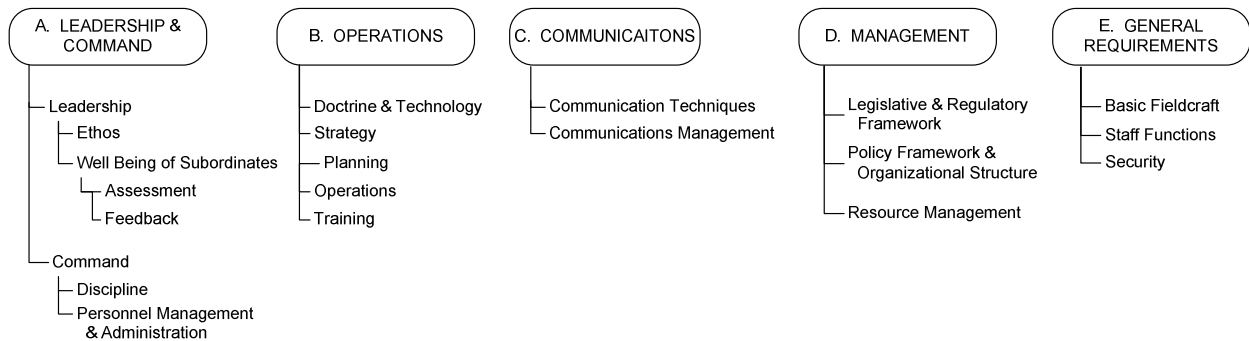 A. LEADERSHIP &
COMMAND
Leadership
Ethos
Well Being of Subordinates
Assessment
Feedback
Command
Discipline
Personnel Management
& Administration
B. OPERATIONS
Doctrine & Technology
Strategy
Planning
Operations
Training
C. COMMUNICAITONS
Communication Techniques
Communications Management
D. MANAGEMENT
Legislative & Regulatory
Framework
Policy Framework &
Organizational Structure
Resource Management
E. GENERAL
REQUIREMENTS
Basic Fieldcraft
Staff Functions
Security